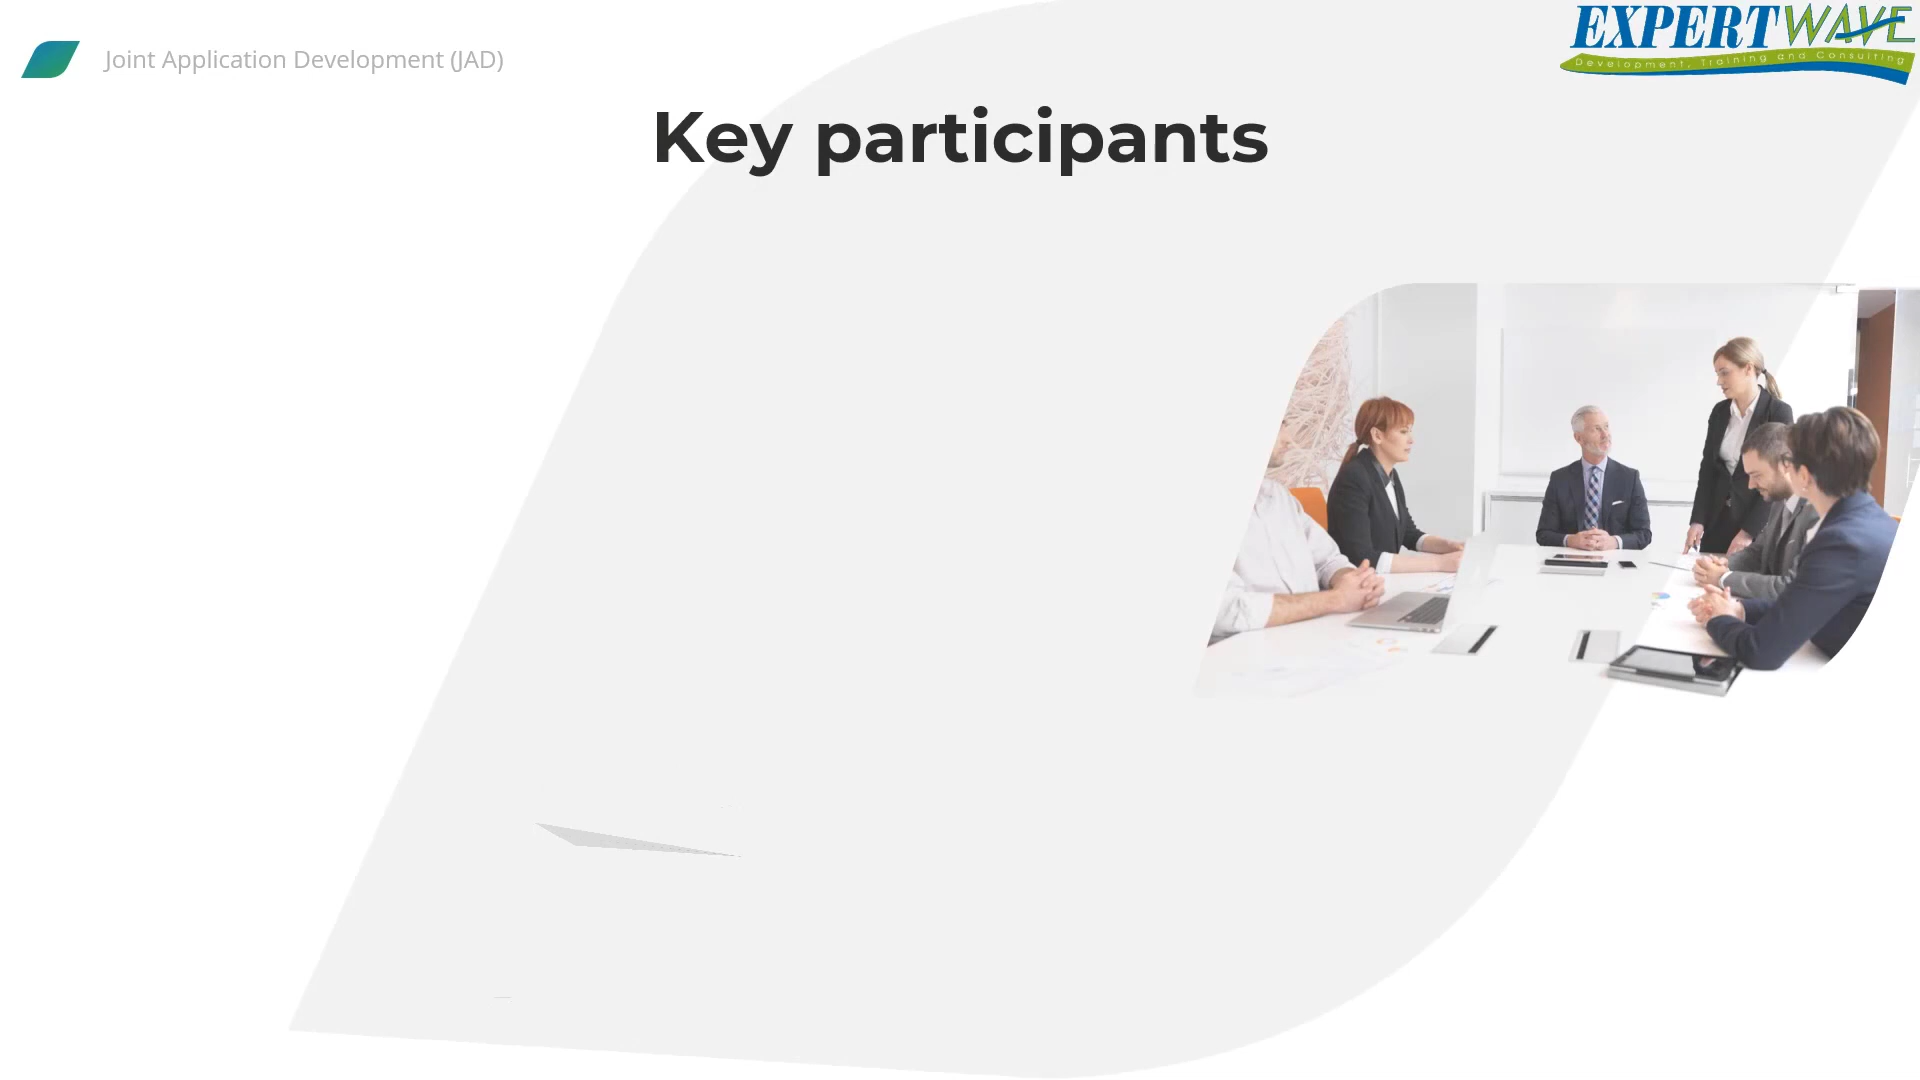 Joint Application Development (JAD)
EXPERTWAVE
Development, Training and Consulting
Key participants